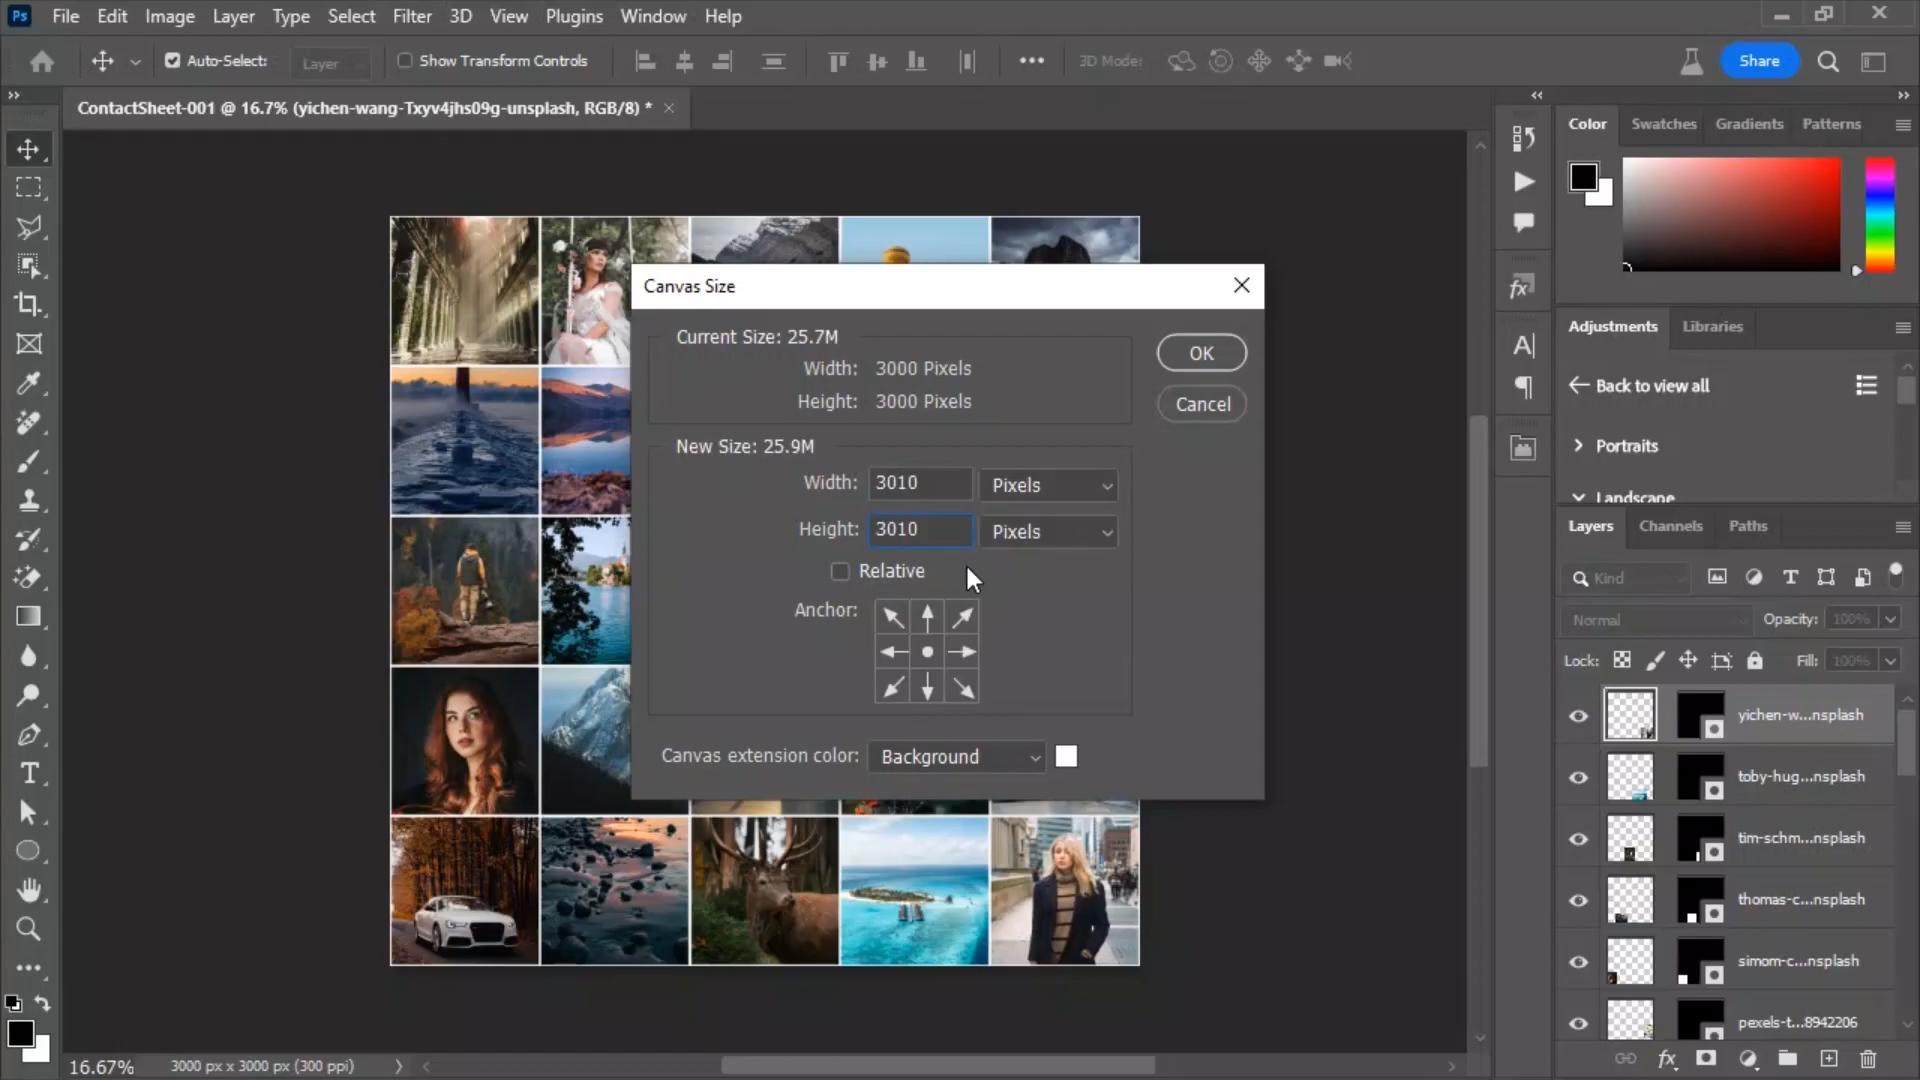 Ps File Edit Image Layer Type Select Filter 3D View Plugins Window Help
Auto-Select: Layer Show Transform Controls 3D Mode: Share
ContactSheet-001 @ 16.7% (yichen-wang-Txyv4jhs09g-unsplash, RGB/8) *
Color Swatches Gradients Patterns
Canvas Size
Current Size: 25.7M
Width: 3000 Pixels
Height: 3000 Pixels
OK
Cancel
New Size: 25.9M
Width: 3010 Pixels
Height: 3010 Pixels
Relative
Anchor:
Canvas extension color: Background
Adjustments Libraries
Back to view all
Portraits
Landscape
Layers Channels Paths
Kind
Normal Opacity: 100%
Lock: Fill: 100%
yichen-w...nsplash
toby-hug...nsplash
tim-schm...nsplash
thomas-c...nsplash
simom-c...nsplash
pexels-t...8942206
16.67% 3000 px x 3000 px (300 ppi)